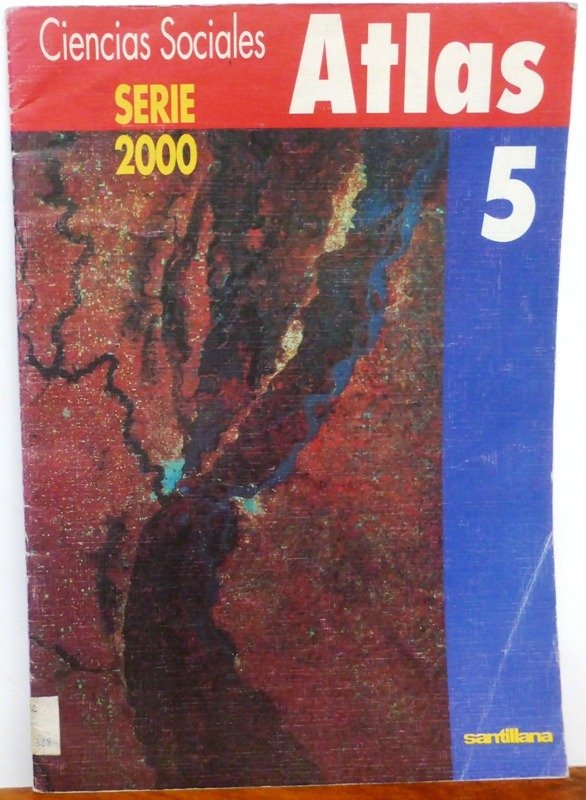 Ciencias Sociales
Atlas
SERIE
2000
5
santillana